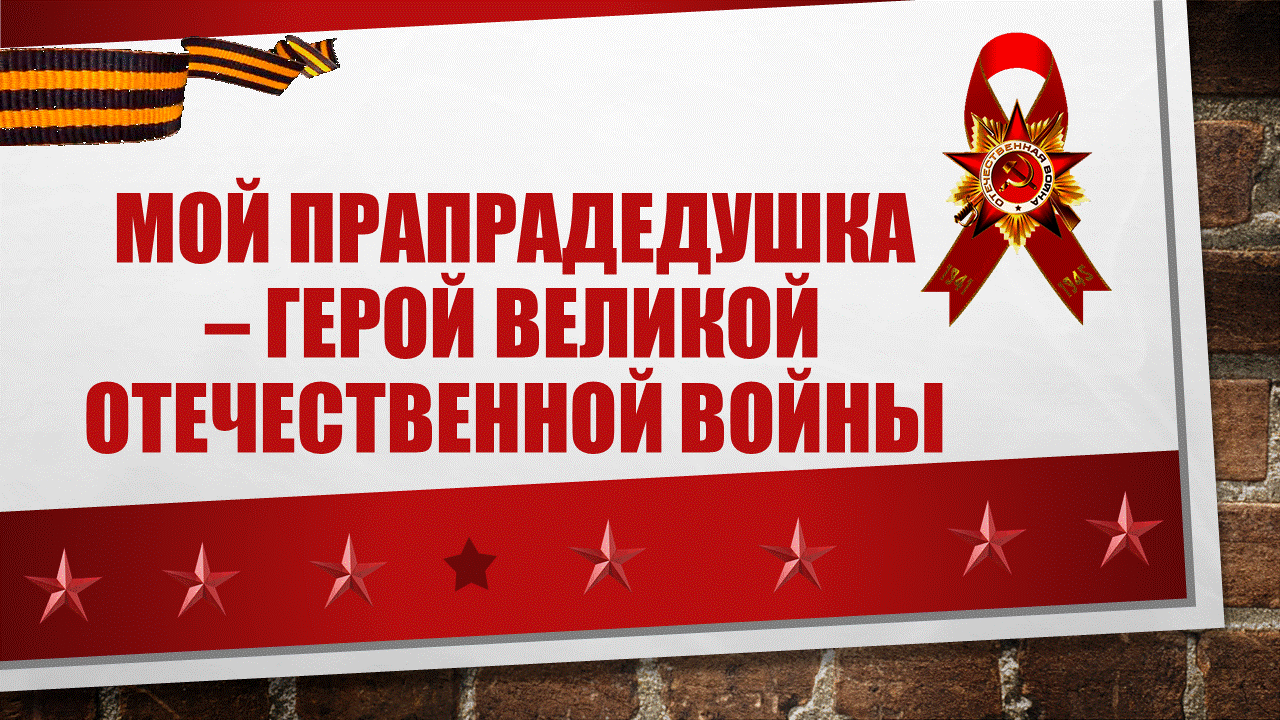 МОЙ ПРАПРАДЕДУШКА
– ГЕРОЙ ВЕЛИКОЙ
ОТЕЧЕСТВЕННОЙ ВОЙНЫ
ОТЕЧЕСТВЕННАЯ ВОЙНА
1941 1945